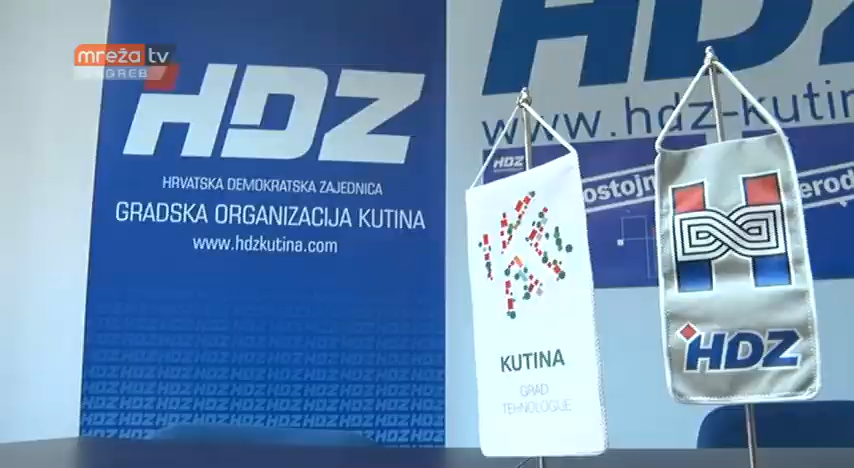 mreža tv
ZAGREB
HDZ
HRVATSKA DEMOKRATSKA ZAJEDNICA
GRADSKA ORGANIZACIJA KUTINA
www.hdzkutina.com
HDZ
www.hdz-kutin
HDZ
KUTINA
GRAD
TEHNOLOGIJE
H
HDZ